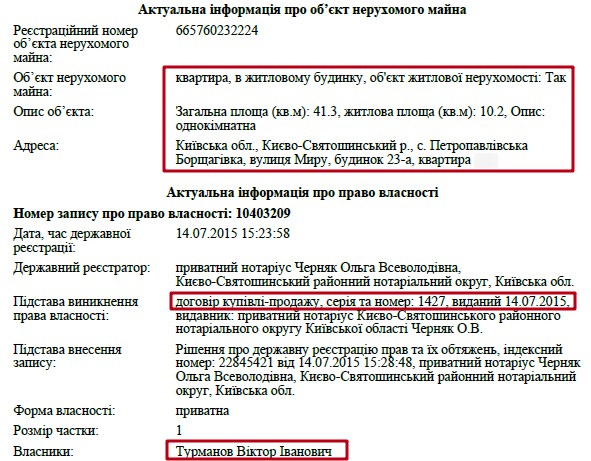 Актуальна інформація про об’єкт нерухомого майна
Реєстраційний номер 665760232224
об’єкта нерухомого
майна:
Об’єкт нерухомого квартира, в житловому будинку, об'єкт житлової нерухомості: Так
майна:
Опис об’єкта: Загальна площа (кв.м): 41.3, житлова площа (кв.м): 10.2, Опис:
однокімнатна
Адреса: Київська обл., Києво-Святошинський р., с. Петропавлівська
Борщагівка, вулиця Миру, будинок 23-а, квартира
Актуальна інформація про право власності
Номер запису про право власності: 10403209
Дата, час державної 14.07.2015 15:23:58
реєстрації:
Державний реєстратор: приватний нотаріус Черняк Ольга Всеволодівна,
Києво-Святошинський районний нотаріальний округ, Київська обл.
Підстава виникнення договір купівлі-продажу, серія та номер: 1427, виданий 14.07.2015,
права власності: видавник: приватний нотаріус Києво-Святошинського районного
нотаріального округу Київської області Черняк О.В.
Підстава внесення Рішення про державну реєстрацію прав та їх обтяжень, індексний
запису: номер: 22845421 від 14.07.2015 15:28:48, приватний нотаріус Черняк
Ольга Всеволодівна, Києво-Святошинський районний нотаріальний
округ, Київська обл.
Форма власності: приватна
Розмір частки: 1
Власники: Турманов Віктор Іванович